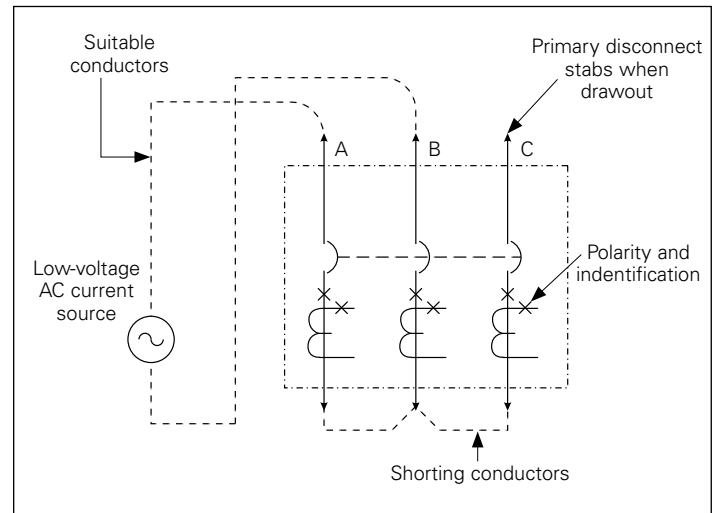 Suitable
conductors
Primary disconnect
stabs when
drawout
A
B
C
Low-voltage
AC current
source
Polarity and
indentification
Shorting conductors